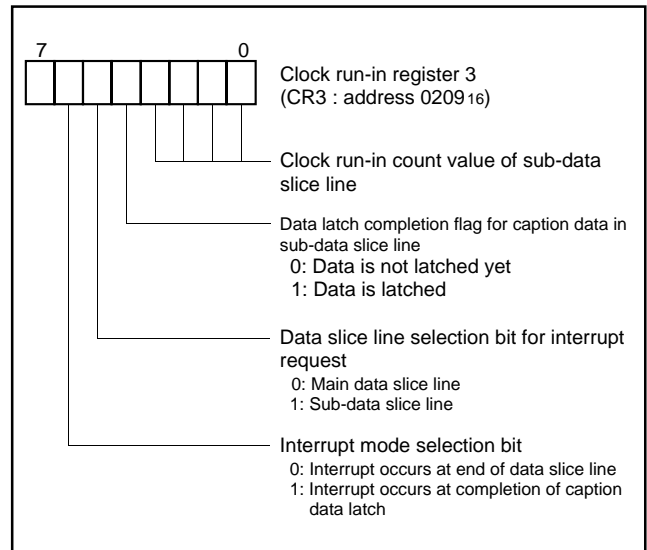 7 0
Clock run-in register 3
(CR3 : address 020916)
Clock run-in count value of sub-data
slice line
Data latch completion flag for caption data in
sub-data slice line
0: Data is not latched yet
1: Data is latched
Data slice line selection bit for interrupt
request
0: Main data slice line
1: Sub-data slice line
Interrupt mode selection bit
0: Interrupt occurs at end of data slice line
1: Interrupt occurs at completion of caption
data latch